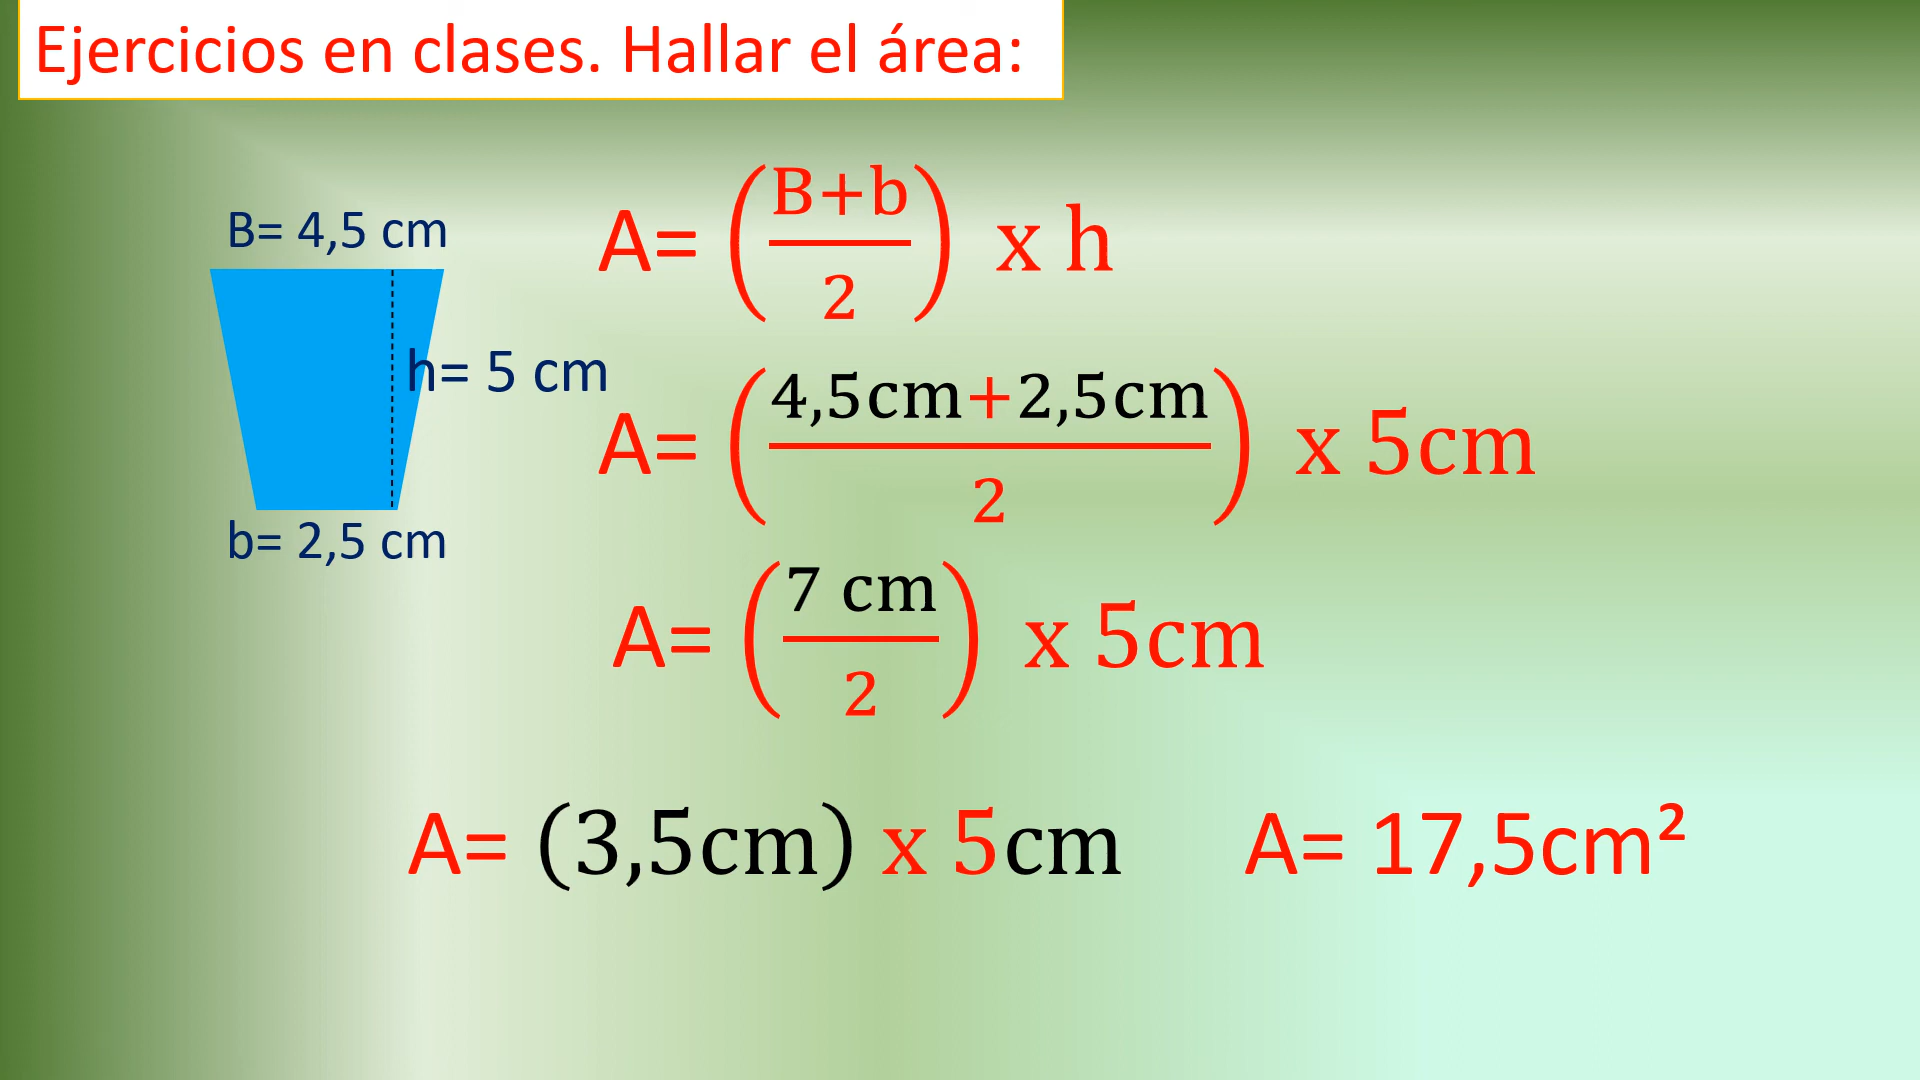 Ejercicios en clases. Hallar el área:
B= 4,5 cm
h= 5 cm
b= 2,5 cm
A= (B+b/2) x h
A= (4,5cm+2,5cm/2) x 5cm
A= (7 cm/2) x 5cm
A= (3,5cm) x 5cm A= 17,5cm²